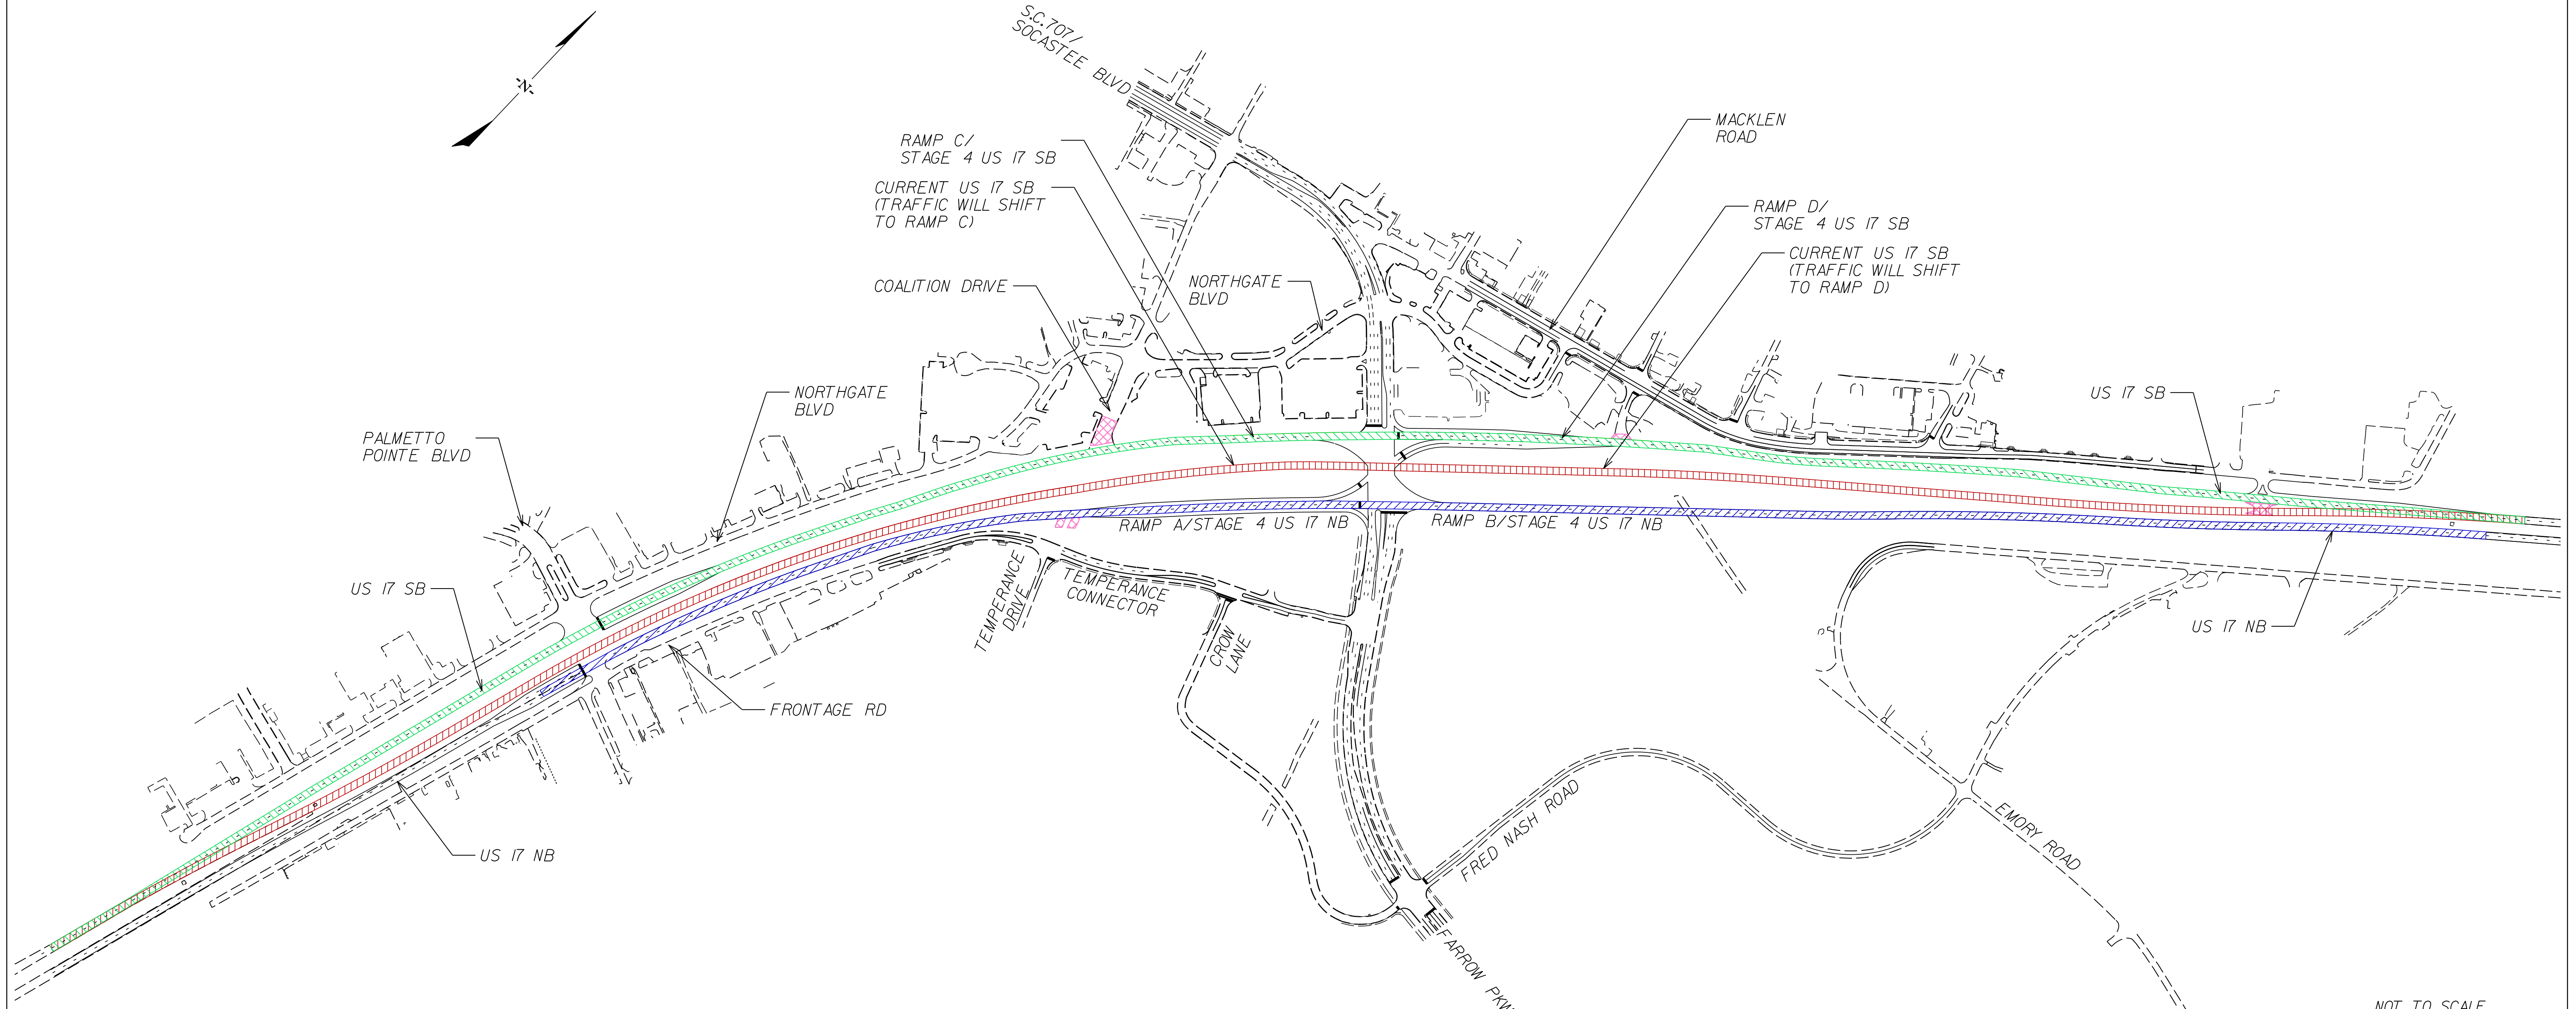 S.C.707/
SOCASTEE BLVD
-N-
RAMP C/
STAGE 4 US 17 SB
CURRENT US 17 SB
(TRAFFIC WILL SHIFT
TO RAMP C)
COALITION DRIVE
NORTHGATE
BLVD
MACKLEN
ROAD
RAMP D/
STAGE 4 US 17 SB
CURRENT US 17 SB
(TRAFFIC WILL SHIFT
TO RAMP D)
US 17 SB
NORTHGATE
BLVD
PALMETTO
POINTE BLVD
US 17 SB
RAMP A/STAGE 4 US 17 NB
RAMP B/STAGE 4 US 17 NB
TEMPERANCE
DRIVE
TEMPERANCE
CONNECTOR
CROW
LANE
US 17 NB
FRONTAGE RD
US 17 NB
FRED NASH ROAD
EMORY ROAD
FARROW PKW
NOT TO SCALE